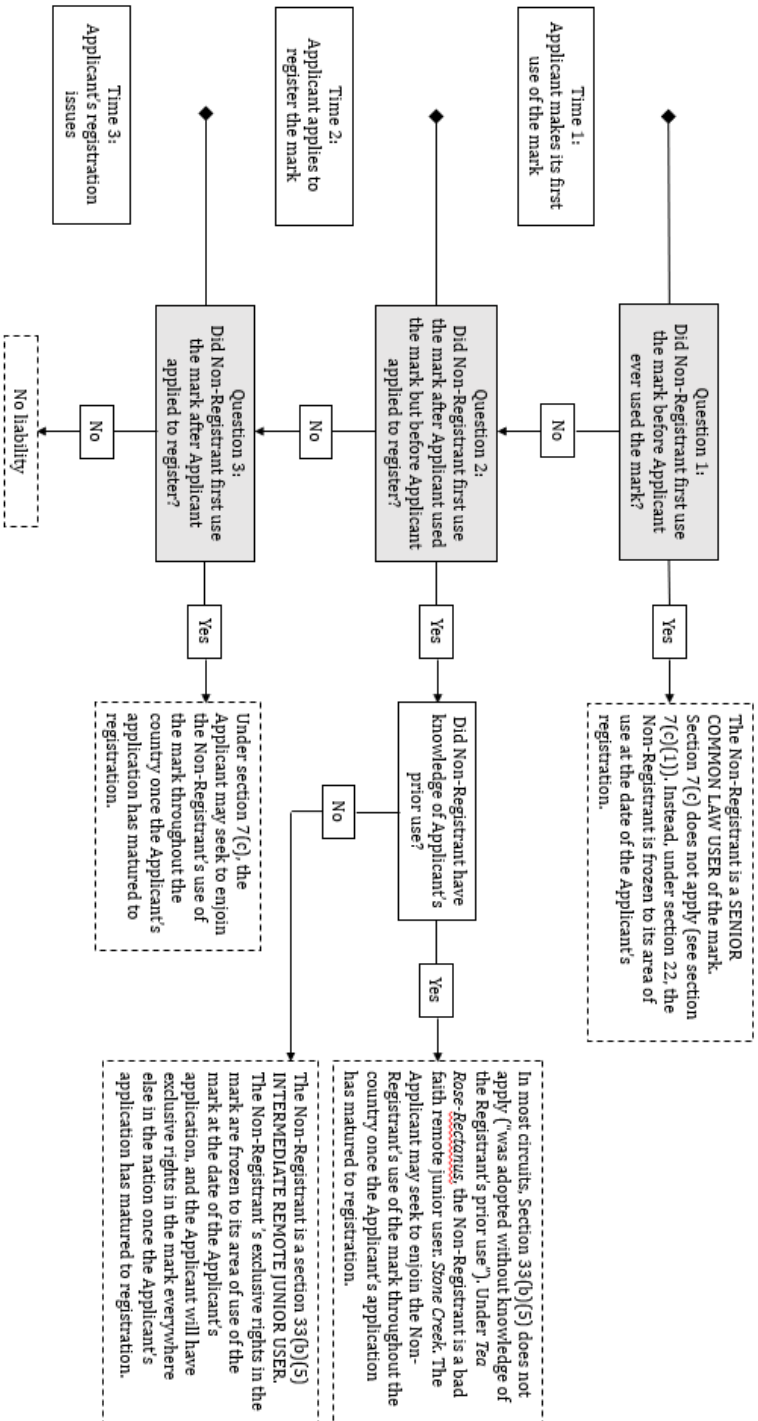 Time 1:
Applicant makes its first
use of the mark
Question 1:
Did Non-Registrant first use
the mark before Applicant
ever used the mark?
Yes
The Non-Registrant is a SENIOR
COMMON LAW USER of the mark.
Section 7(c) does not apply (see section
7(c)(1)). Instead, under section 22, the
Non-Registrant is frozen to its area of
use at the date of the Applicant's
registration.
No
Time 2:
Applicant applies to
register the mark
Question 2:
Did Non-Registrant first use
the mark after Applicant used
the mark but before Applicant
applied to register?
Yes
Did Non-Registrant have
knowledge of Applicant's
prior use?
Yes
In most circuits, Section 33(b)(5) does not
apply ("was adopted without knowledge of
the Registrant's prior use"). Under Tea
Rose-Rectanus, the Non-Registrant is a bad
faith remote junior user. Stone Creek. The
Applicant may seek to enjoin the Non-
Registrant's use of the mark throughout the
country once the Applicant's application
has matured to registration.
No
The Non-Registrant is a section 33(b)(5)
INTERMEDIATE REMOTE JUNIOR USER.
The Non-Registrant 's exclusive rights in the
mark are frozen to its area of use of the
mark at the date of the Applicant's
application, and the Applicant will have
exclusive rights in the mark everywhere
else in the nation once the Applicant's
application has matured to registration.
No
Time 3:
Applicant's registration
issues
Question 3:
Did Non-Registrant first use
the mark after Applicant
applied to register?
Yes
Under section 7(c), the
Applicant may seek to enjoin
the Non-Registrant's use of
the mark throughout the
country once the Applicant's
application has matured to
registration.
No
No liability